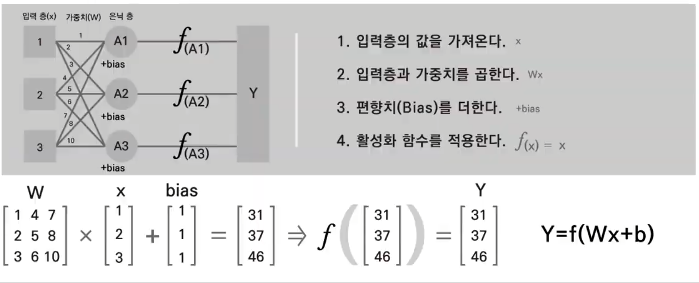 입력 층(x) 가중치(W) 은닉 층
1 1 A1 f(A1)
2
3
+bias
4
2 5 A2 f(A2) Y
6
+bias
7
8
3 10 A3 f(A3)
+bias
1. 입력층의 값을 가져온다. x
2. 입력층과 가중치를 곱한다. Wx
3. 편향치(Bias)를 더한다. +bias
4. 활성화 함수를 적용한다. f(x) = x
W x bias Y
1 4 7 1 1 31 31 31
2 5 8 × 2 + 1 = 37 ⇒ f ( 37 ) = 37 Y=f(Wx+b)
3 6 10 3 1 46 46 46